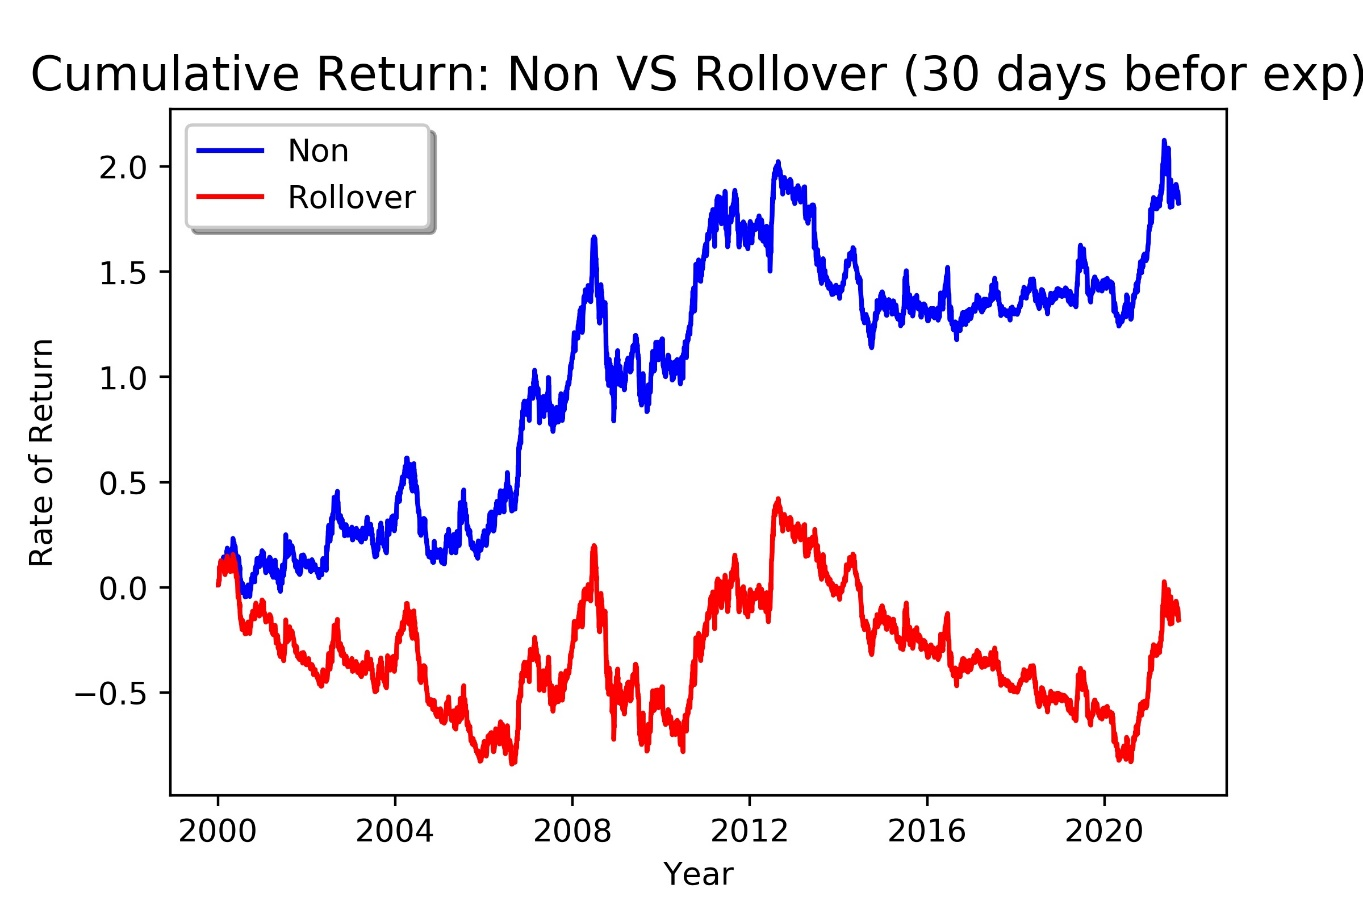 Cumulative Return: Non VS Rollover (30 days befor exp)
Non
Rollover
2.0
1.5
1.0
0.5
0.0
−0.5
Rate of Return
2000 2004 2008 2012 2016 2020
Year